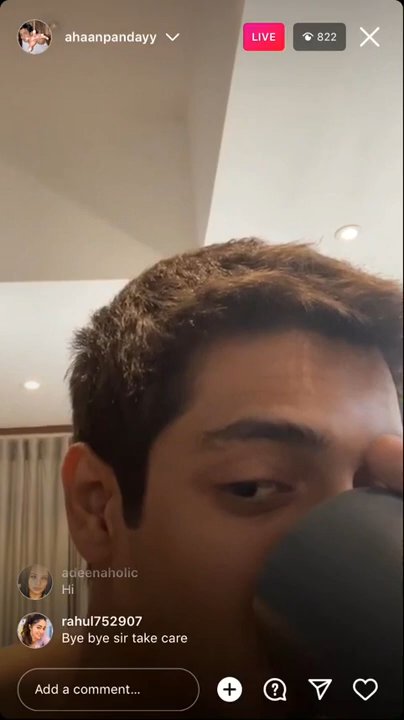 ahaanpandayy
LIVE
822
adeenaholic
Hi
rahul752907
Bye bye sir take care
Add a comment...